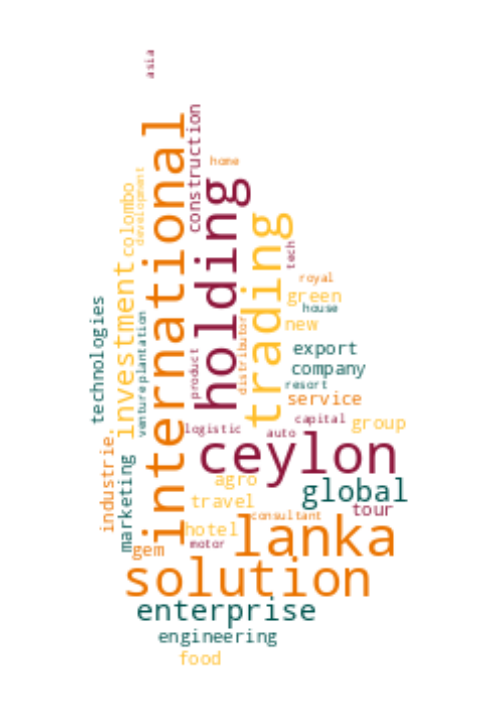 asia
international
construction
home
holding
development
colombo
trading
tech
investment
royal
green
house
technologies
venture
plantation
product
distributor
new
export
company
resort
service
capital
group
logistic
auto
ceylon
industrie.
marketing
agro
global
travel
tour
consultant
hotel
lanka
motor
gem
solution
enterprise
engineering
food